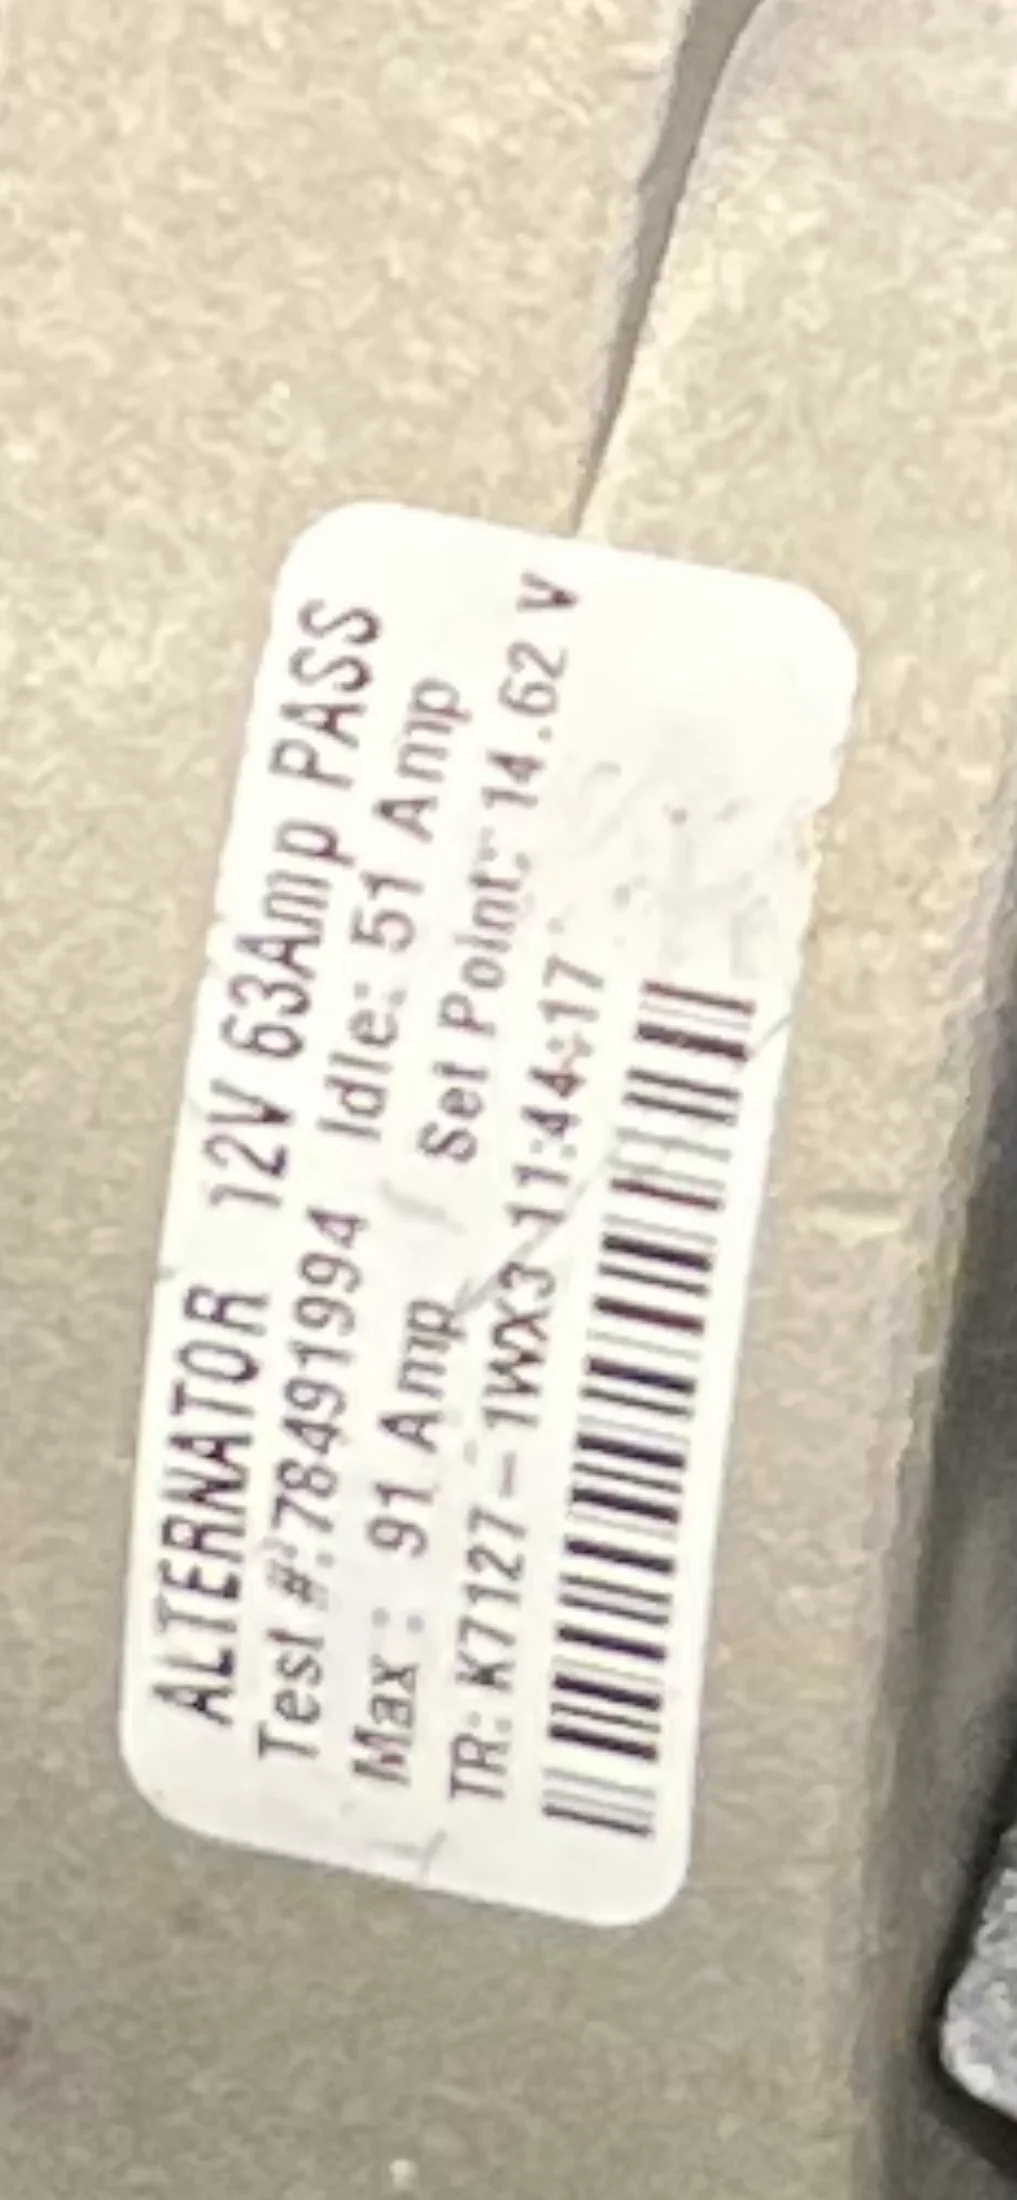 ALTERNATOR 12V 63Amp PASS
Test #:78491994 Idle: 51 Amp
Max : 91 Amp / Set Point: 14.62 V
TR: K7127-1WX3 11:44:17